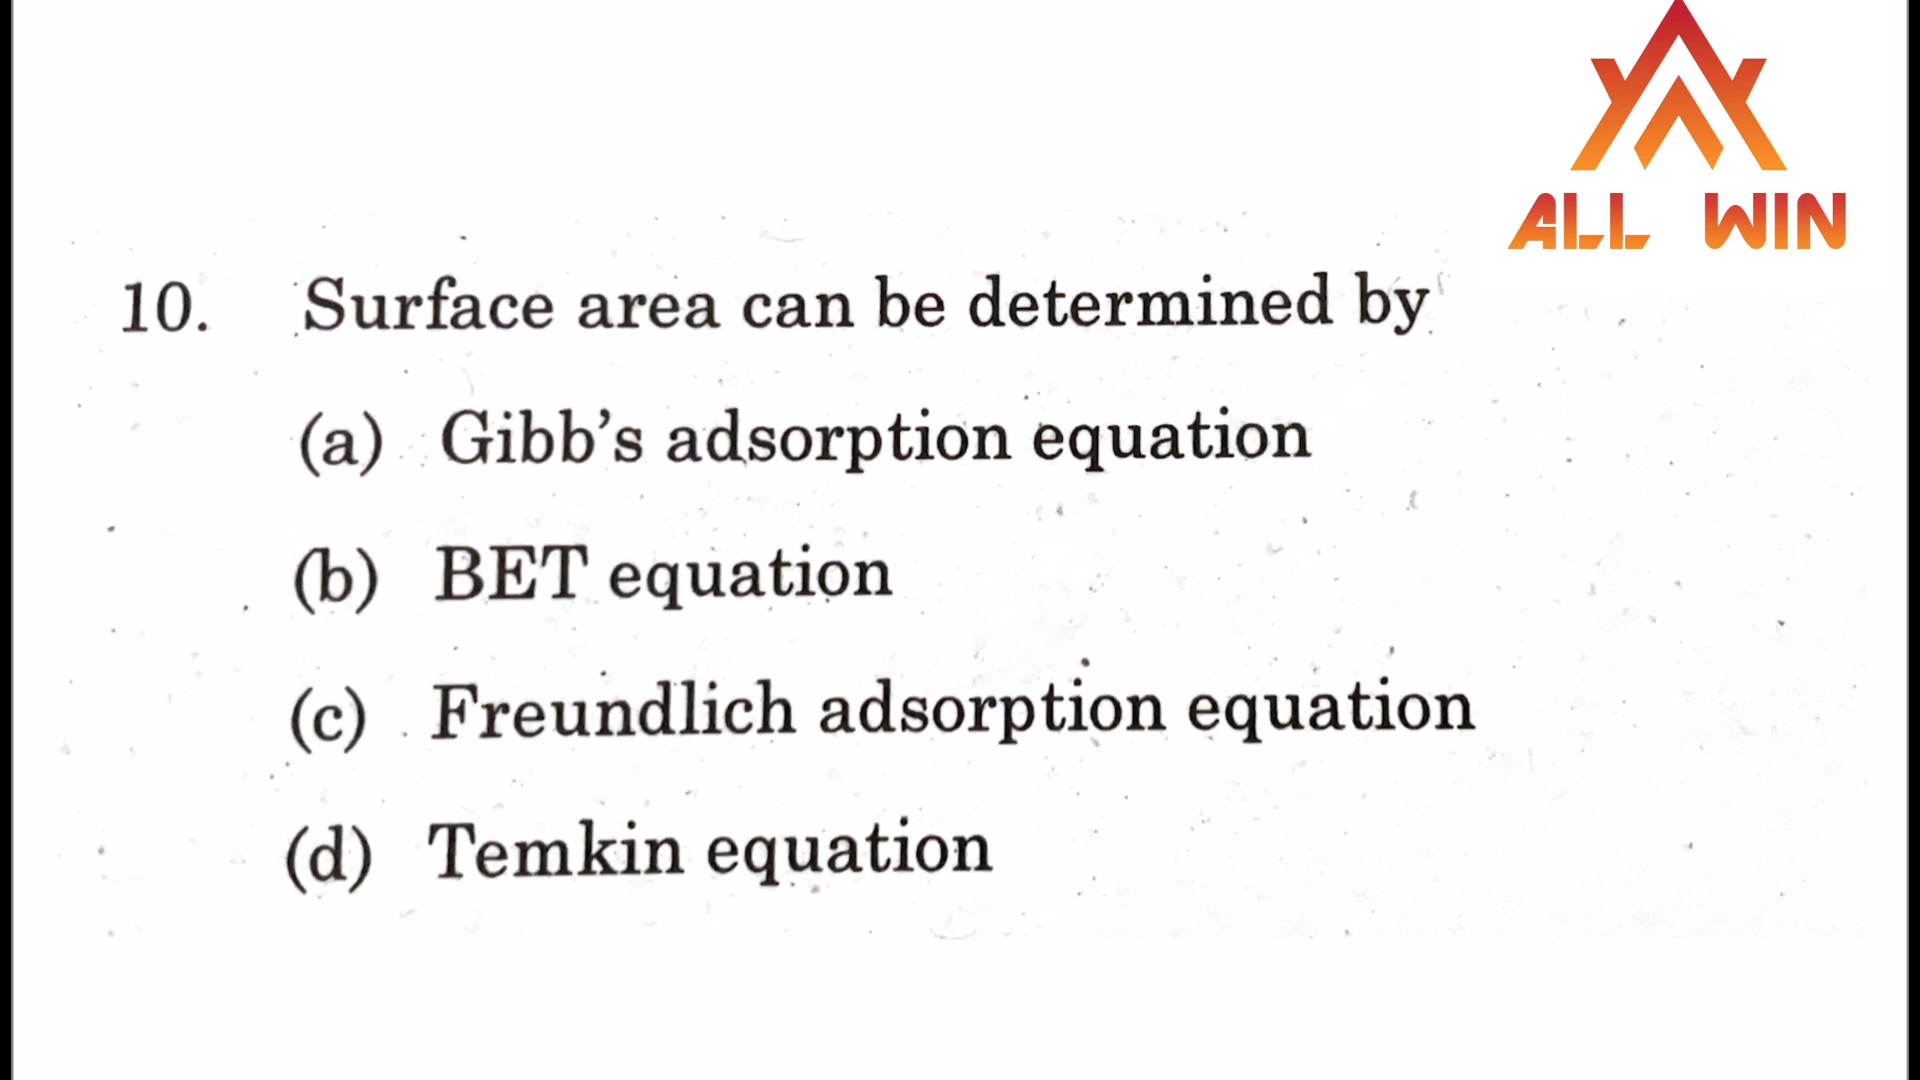 ALL WIN
10. Surface area can be determined by
(a) Gibb's adsorption equation
(b) BET equation
(c) Freundlich adsorption equation
(d) Temkin equation